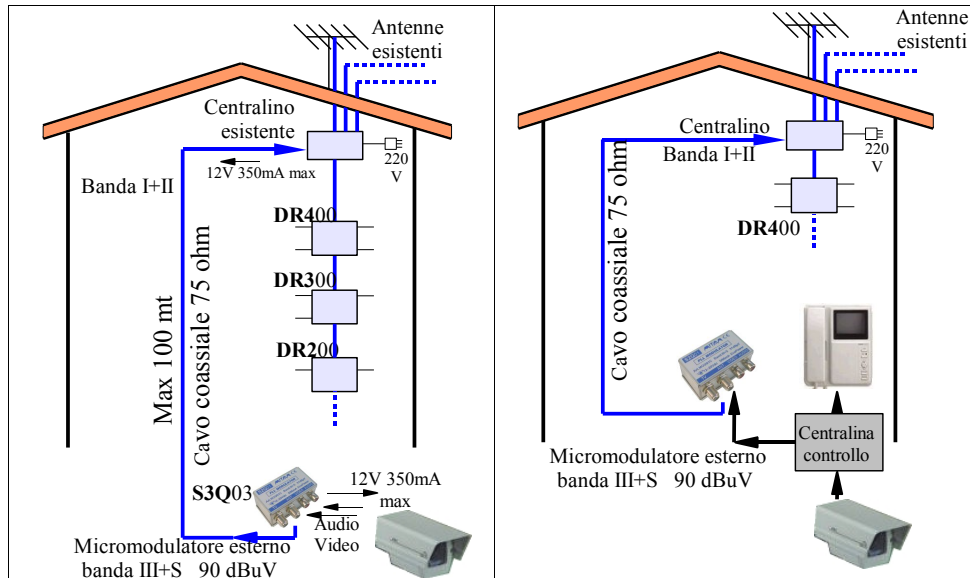 Antenne
esistenti
Centralino
esistente
220
V
12V 350mA max
Banda I+II
DR400
DR300
DR200
Max 100 mt
Cavo coassiale 75 ohm
S3Q03
12V 350mA
max
Audio
Video
Micromodulatore esterno
banda III+S 90 dBuV
Antenne
esistenti
Centralino
Banda I+II
220
V
DR400
Cavo coassiale 75 ohm
Centralina
controllo
Micromodulatore esterno
banda III+S 90 dBuV